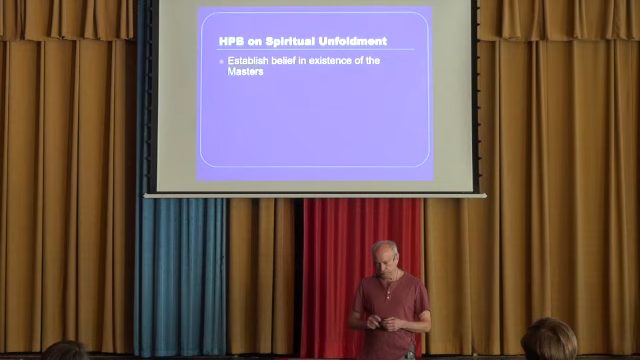 HPB on Spiritual Unfoldment
Establish belief in existence of the
Masters